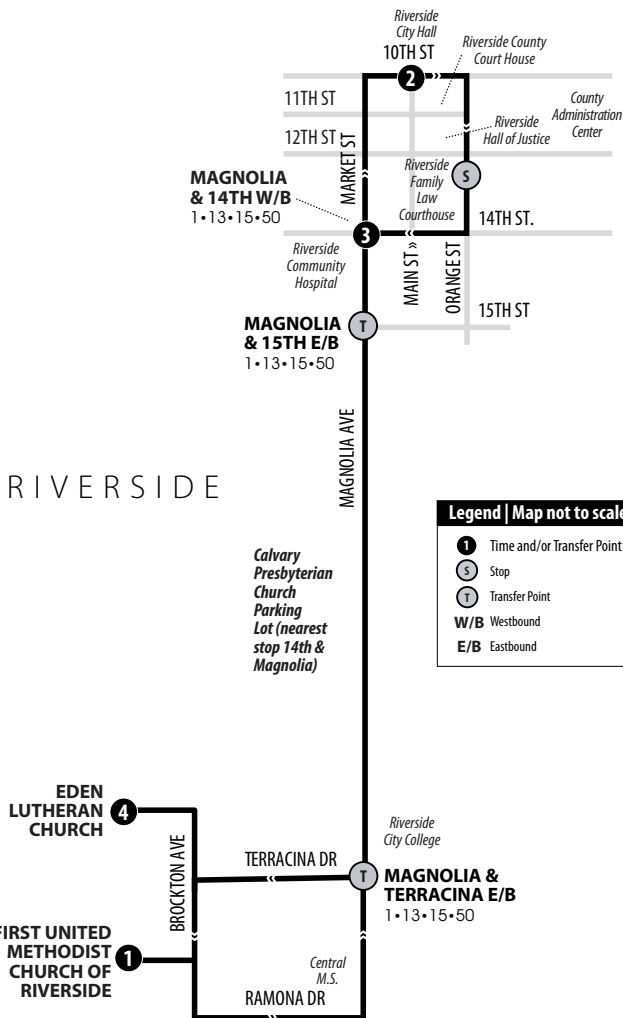 Riverside
City Hall
10TH ST
Riverside County
Court House
2
11TH ST
County
Administration
Center
12TH ST
Riverside
Hall of Justice
MARKET ST
Riverside
Family
Law
Courthouse
S
MAGNOLIA
& 14TH W/B
1•13•15•50
3
14TH ST.
Riverside
Community
Hospital
MAIN ST »
ORANGE ST
15TH ST
MAGNOLIA
& 15TH E/B
1•13•15•50
T
MAGNOLIA AVE
RIVERSIDE
Legend | Map not to scale
1 Time and/or Transfer Point
S Stop
T Transfer Point
W/B Westbound
E/B Eastbound
Calvary
Presbyterian
Church
Parking
Lot (nearest
stop 14th &
Magnolia)
EDEN
LUTHERAN
CHURCH
4
BROCKTON AVE
TERRACINA DR
Riverside
City College
T
MAGNOLIA &
TERRACINA E/B
1•13•15•50
FIRST UNITED
METHODIST
CHURCH OF
RIVERSIDE
1
Central
M.S.
RAMONA DR